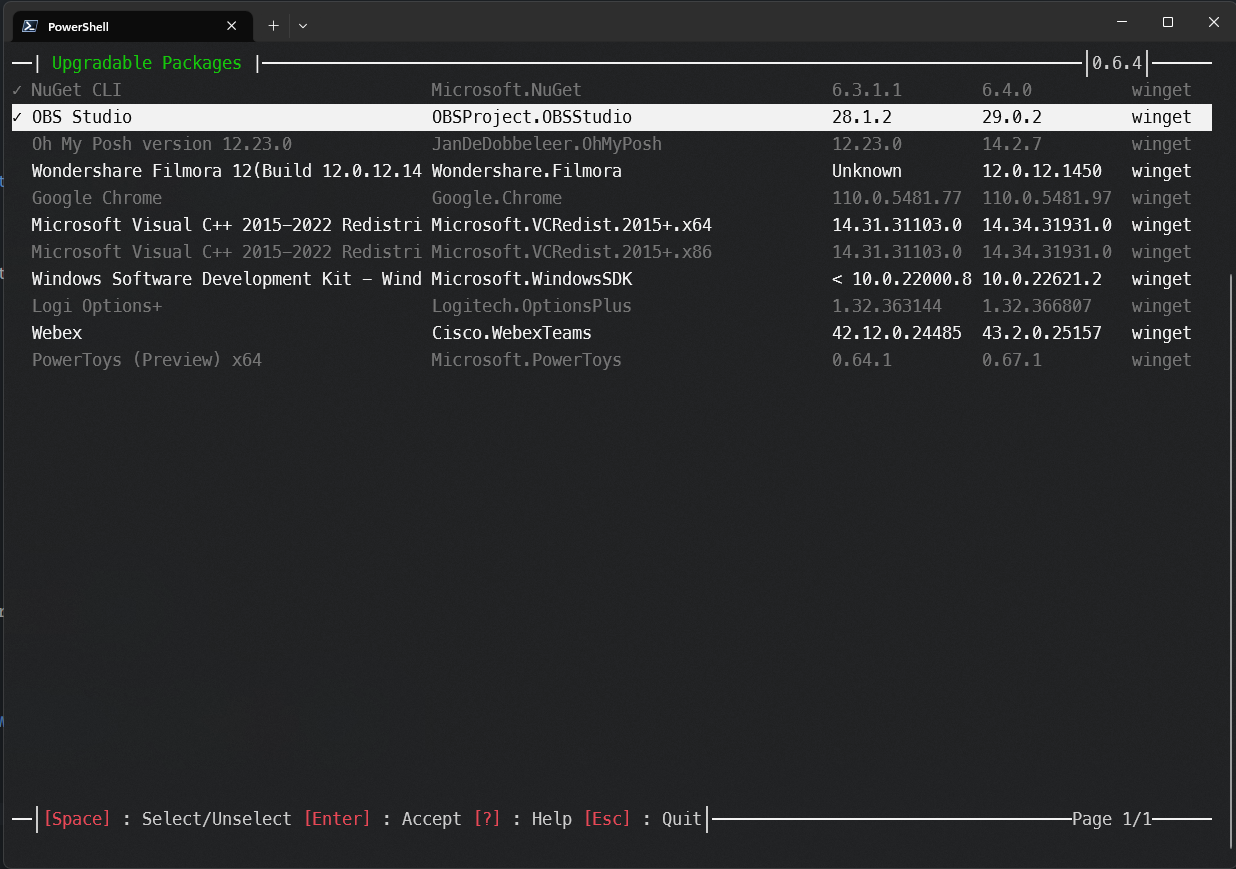 PowerShell
Upgradable Packages 0.6.4
✓ NuGet CLI Microsoft.NuGet 6.3.1.1 6.4.0 winget
✓ OBS Studio OBSProject.OBSStudio 28.1.2 29.0.2 winget
Oh My Posh version 12.23.0 JanDeDobbeleer.OhMyPosh 12.23.0 14.2.7 winget
Wondershare Filmora 12(Build 12.0.12.14 Wondershare.Filmora Unknown 12.0.12.1450 winget
Google Chrome Google.Chrome 110.0.5481.77 110.0.5481.97 winget
Microsoft Visual C++ 2015-2022 Redistri Microsoft.VCRedist.2015+.x64 14.31.31103.0 14.34.31931.0 winget
Microsoft Visual C++ 2015-2022 Redistri Microsoft.VCRedist.2015+.x86 14.31.31103.0 14.34.31931.0 winget
Windows Software Development Kit - Wind Microsoft.WindowsSDK < 10.0.22000.8 10.0.22621.2 winget
Logi Options+ Logitech.OptionsPlus 1.32.363144 1.32.366807 winget
Webex Cisco.WebexTeams 42.12.0.24485 43.2.0.25157 winget
PowerToys (Preview) x64 Microsoft.PowerToys 0.64.1 0.67.1 winget
[Space] : Select/Unselect [Enter] : Accept [?] : Help [Esc] : Quit Page 1/1